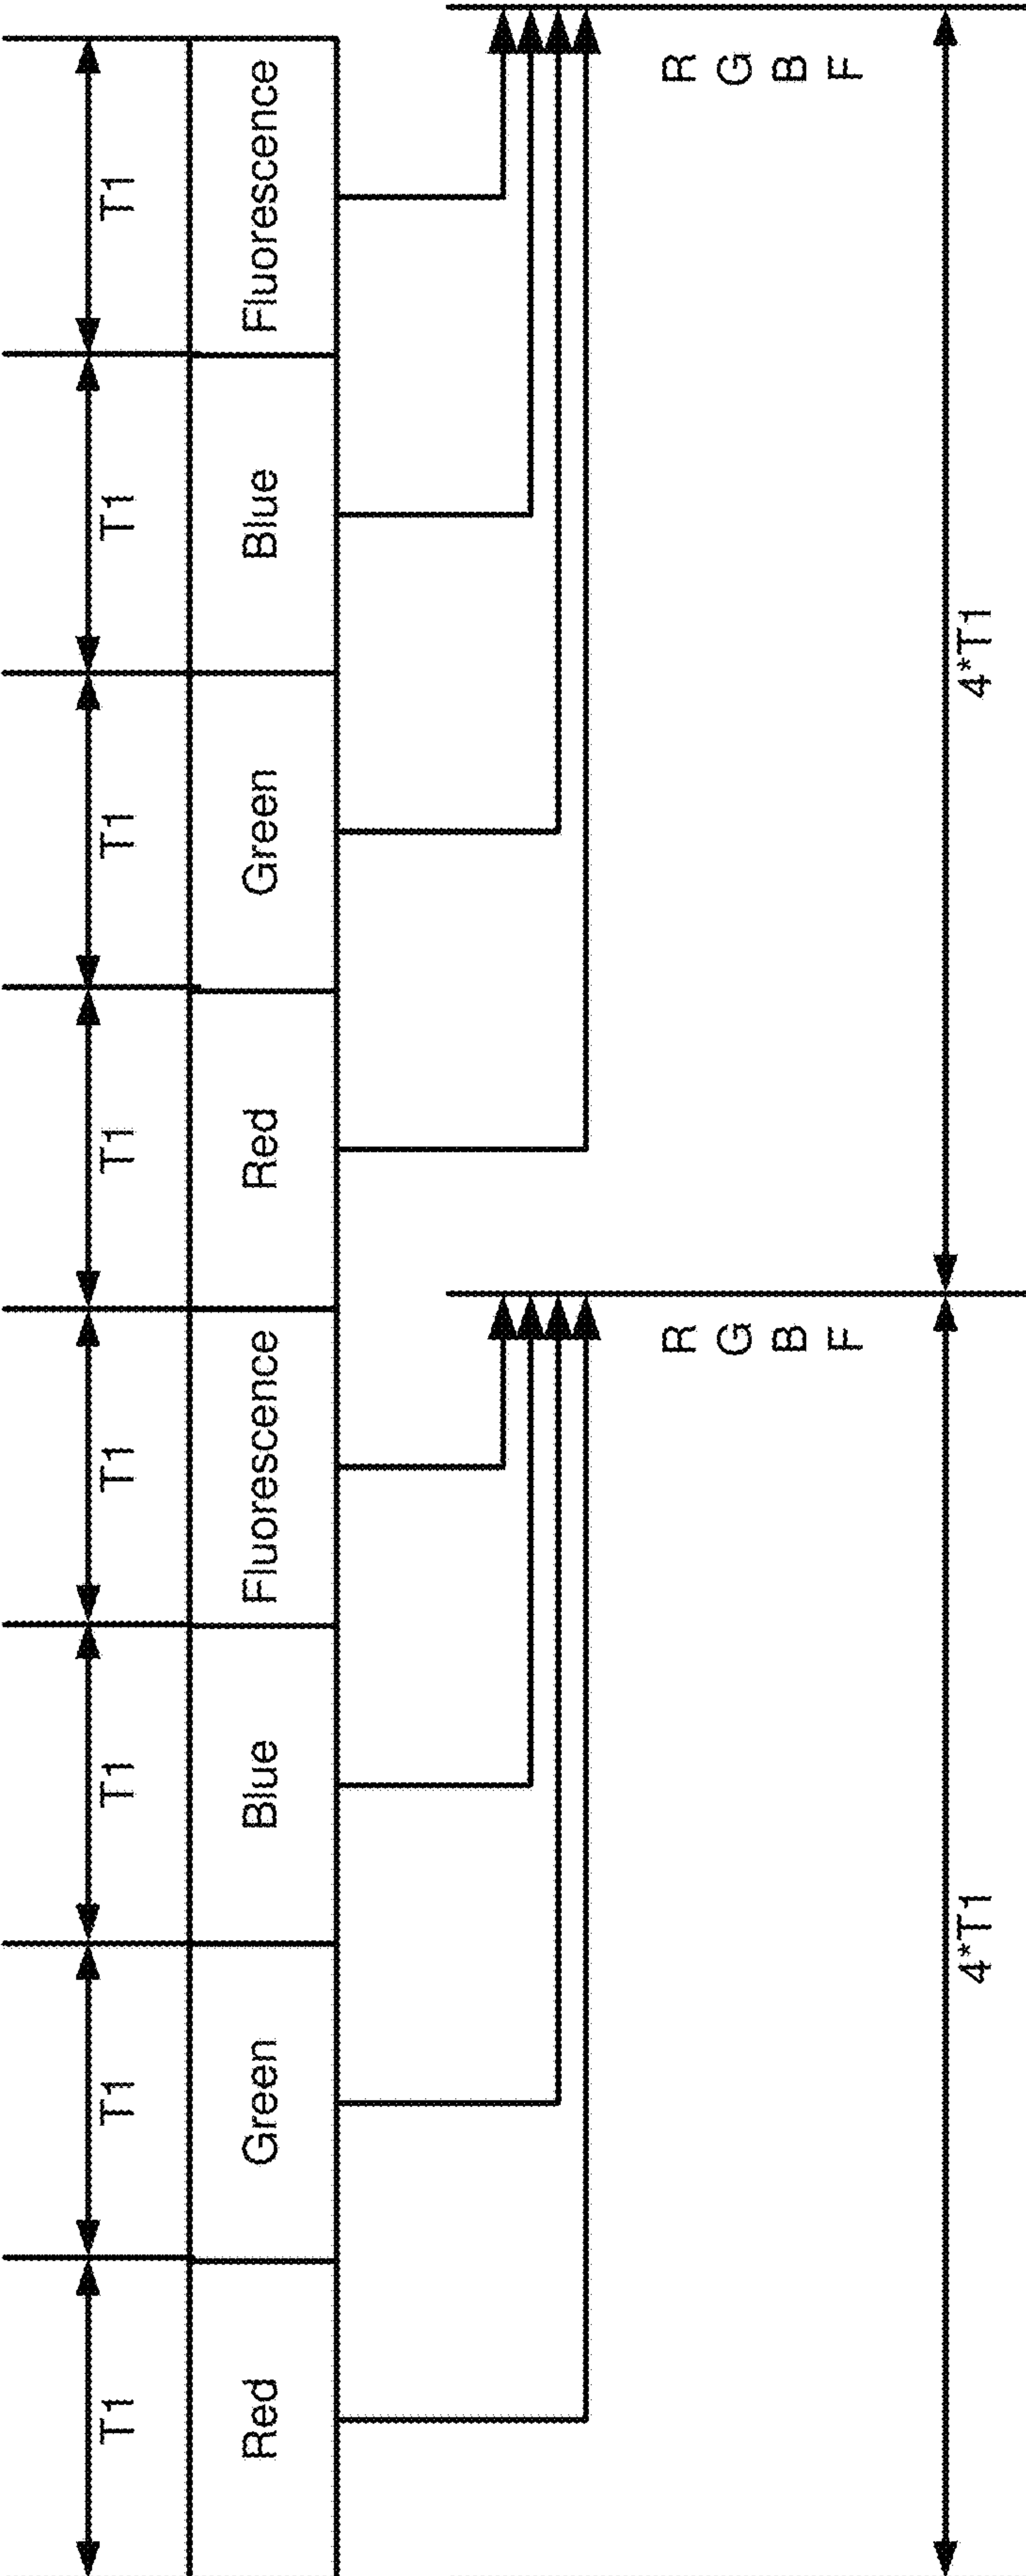 T1 T1 T1 T1 T1 T1 T1 T1
Red Green Blue Fluorescence Red Green Blue Fluorescence
R R
G G
B B
F F
4*T1 4*T1